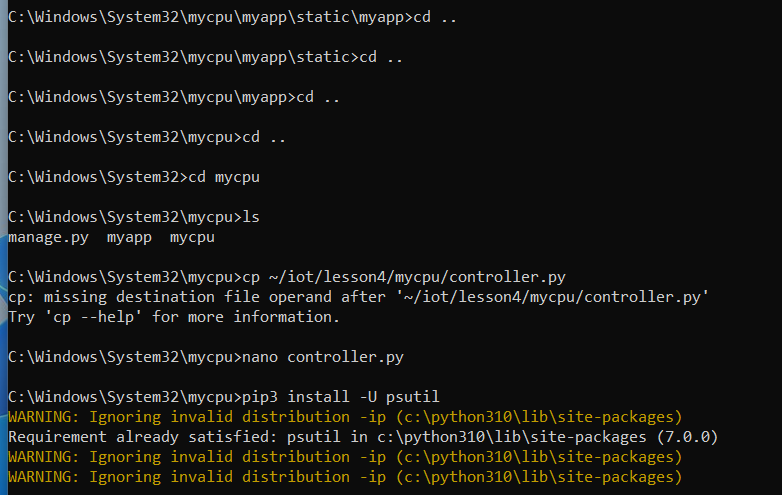 C:\Windows\System32\mycpu\myapp\static\myapp>cd ..
C:\Windows\System32\mycpu\myapp\static>cd ..
C:\Windows\System32\mycpu\myapp>cd ..
C:\Windows\System32\mycpu>cd ..
C:\Windows\System32>cd mycpu
C:\Windows\System32\mycpu>ls
manage.py  myapp  mycpu
C:\Windows\System32\mycpu>cp ~/iot/lesson4/mycpu/controller.py
cp: missing destination file operand after '~/iot/lesson4/mycpu/controller.py'
Try 'cp --help' for more information.
C:\Windows\System32\mycpu>nano controller.py
C:\Windows\System32\mycpu>pip3 install -U psutil
WARNING: Ignoring invalid distribution -ip (c:\python310\lib\site-packages)
Requirement already satisfied: psutil in c:\python310\lib\site-packages (7.0.0)
WARNING: Ignoring invalid distribution -ip (c:\python310\lib\site-packages)
WARNING: Ignoring invalid distribution -ip (c:\python310\lib\site-packages)